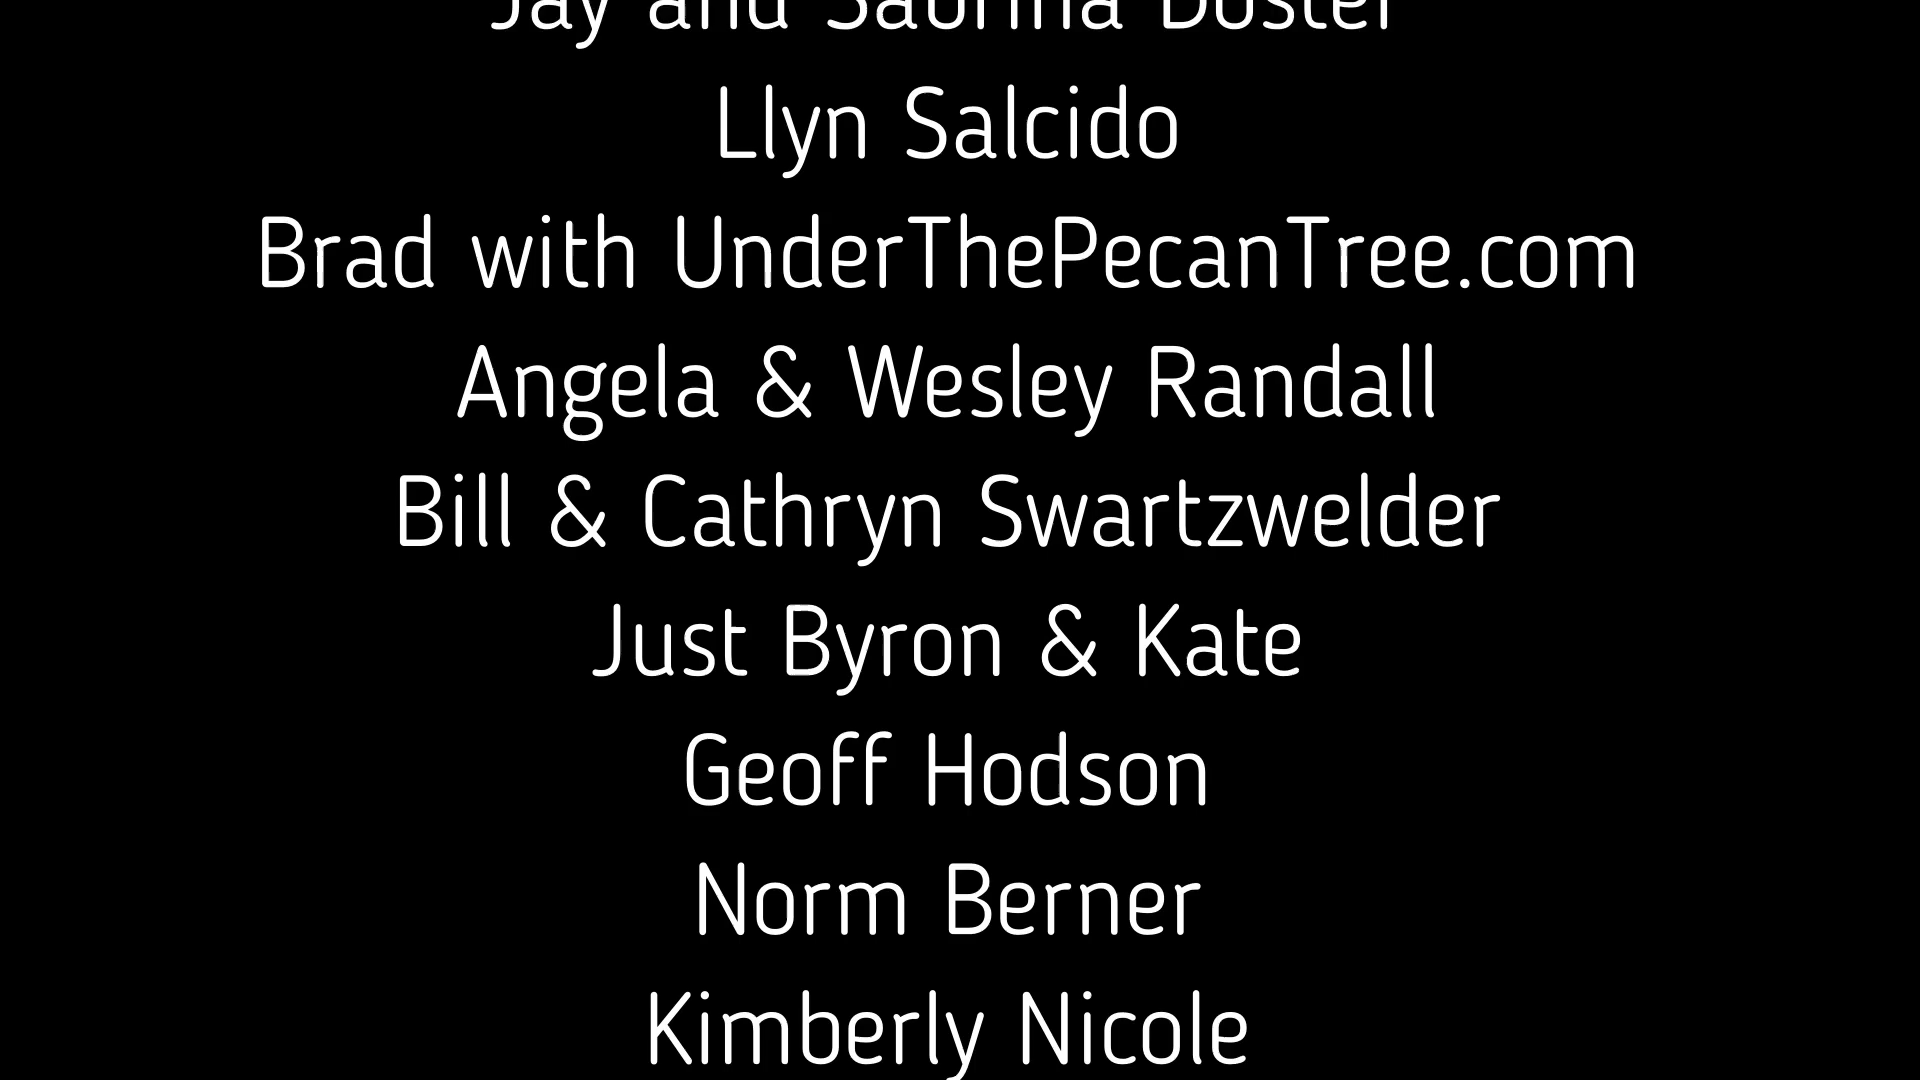 Jay and Sabrina
Llyn Salcido
Brad with UnderThePecanTree.com
Angela & Wesley Randall
Bill & Cathryn Swartzwelder
Just Byron & Kate
Geoff Hodson
Norm Berner
Kimberly Nicole